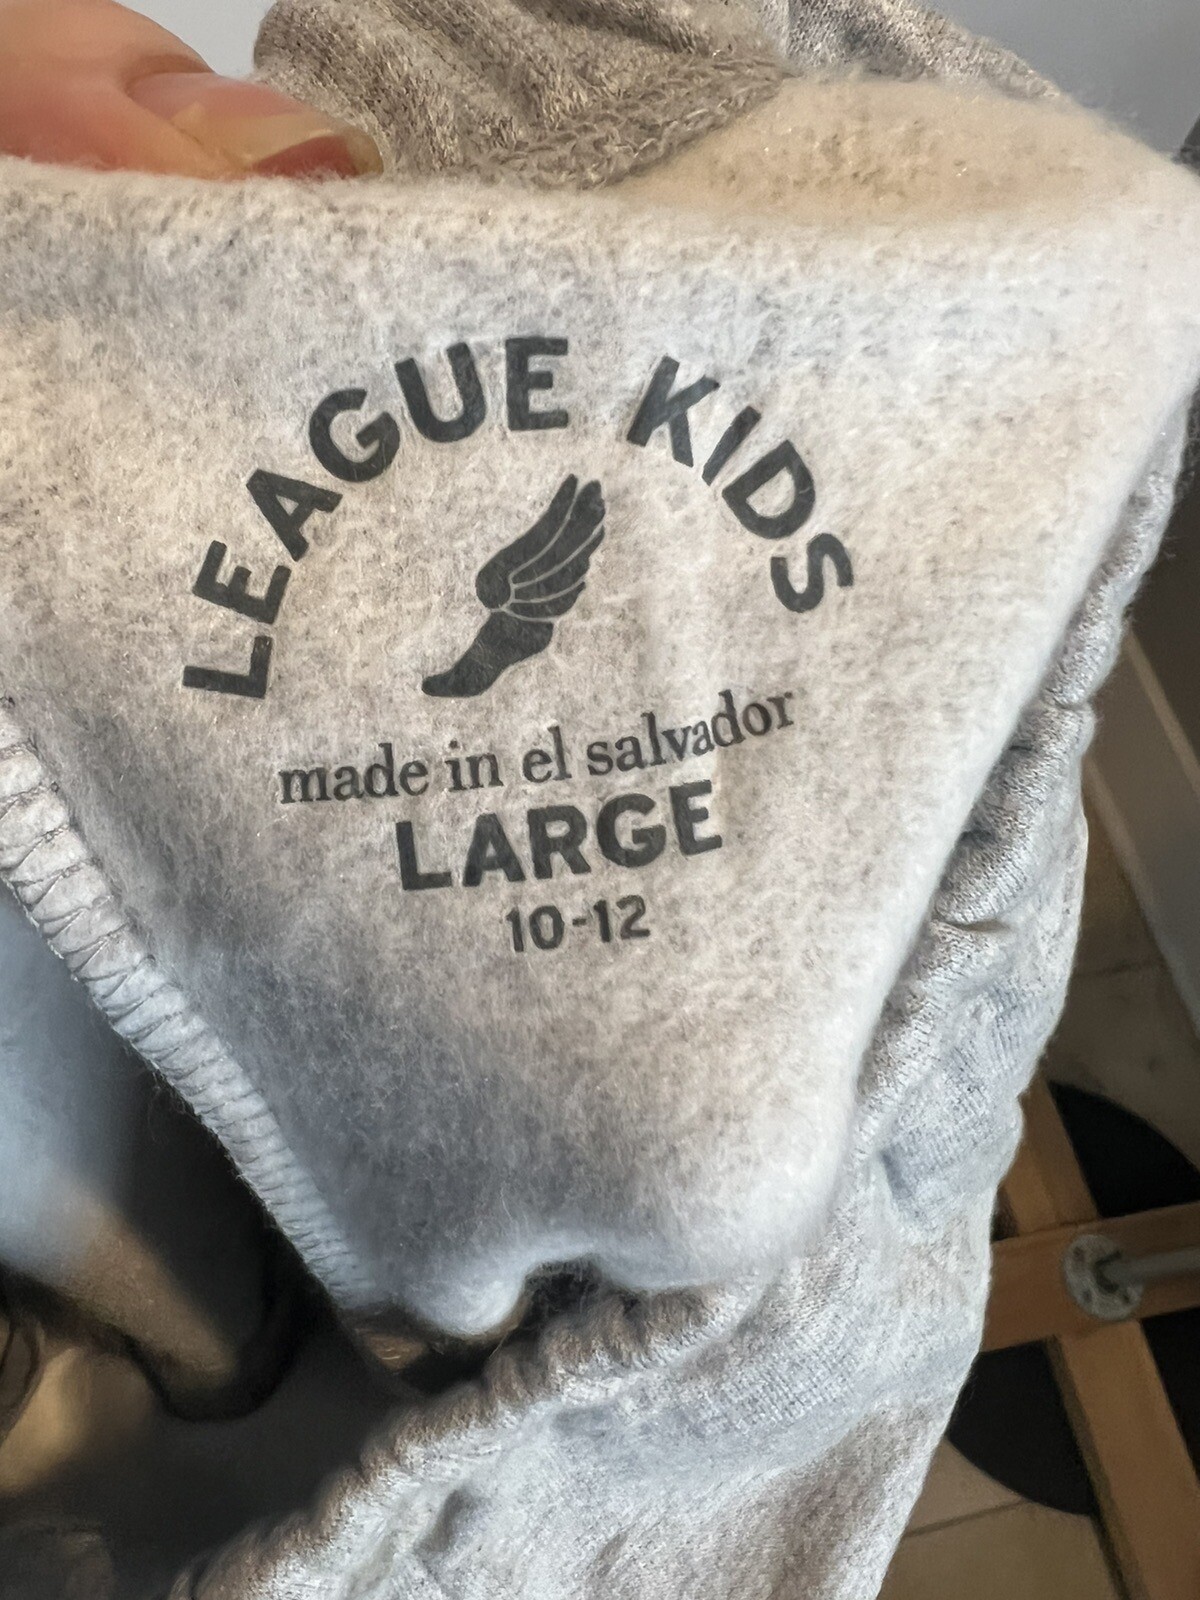 LEAGUE KIDS
made in el salvador
LARGE
10-12